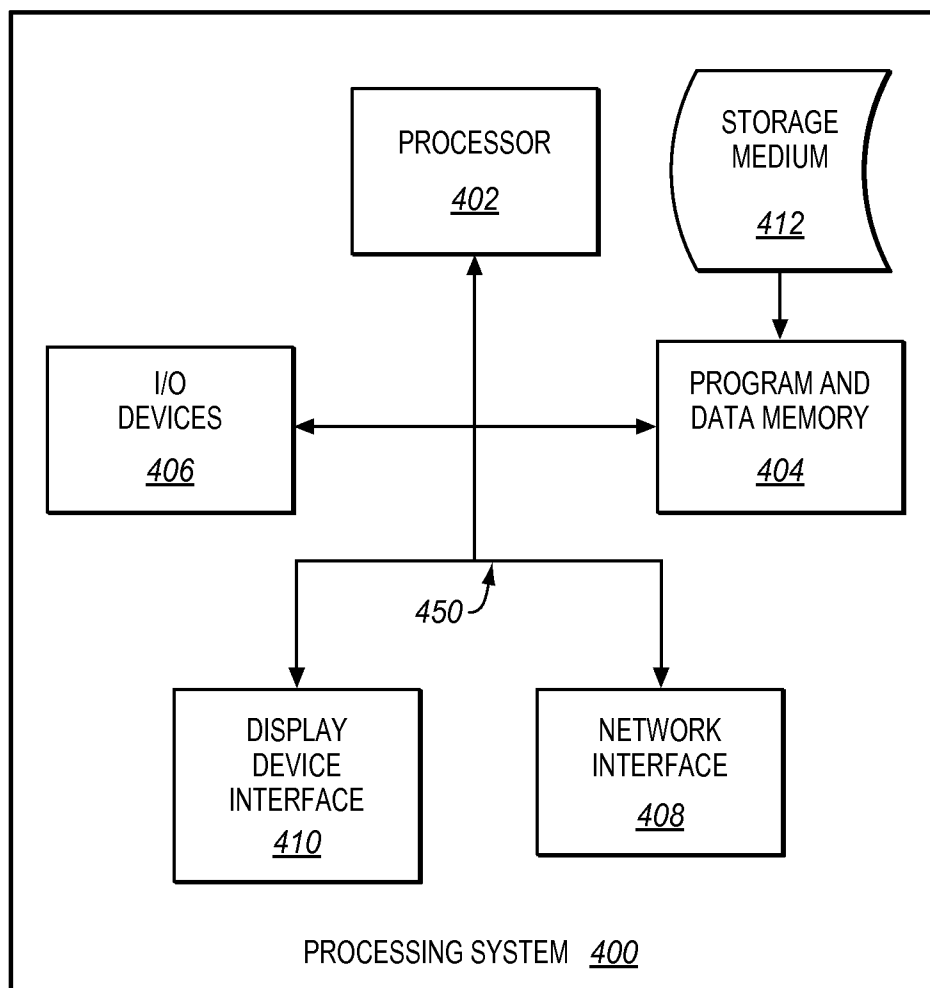 PROCESSOR
402
STORAGE
MEDIUM
412
I/O
DEVICES
406
PROGRAM AND
DATA MEMORY
404
450
DISPLAY
DEVICE
INTERFACE
410
NETWORK
INTERFACE
408
PROCESSING SYSTEM 400